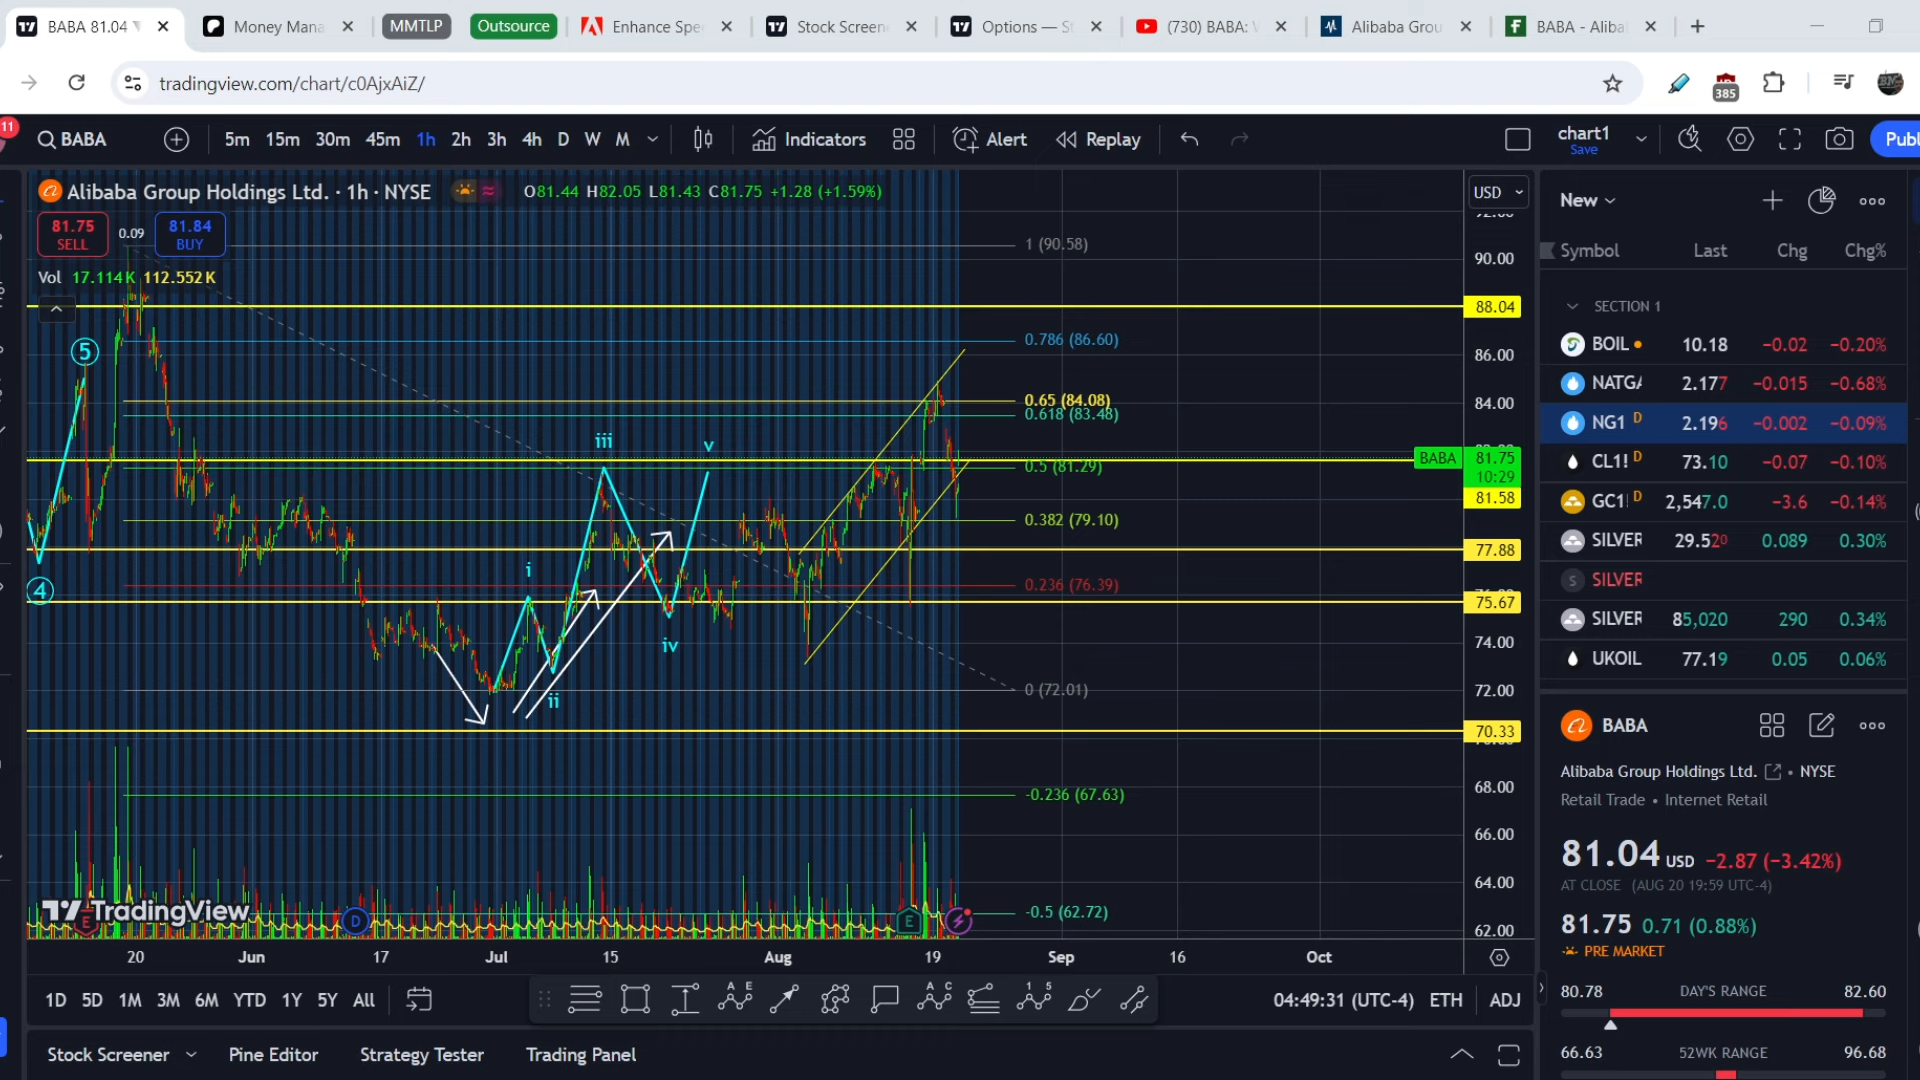 BABA 81.04
Money Mana
MMTLP
Outsource
Enhance Spe
Stock Screen
Options — S
(730) BABA:
Alibaba Grou
BABA - Alibal
tradingview.com/chart/c0AjxAiZ/
385
11
BABA
5m 15m 30m 45m 1h 2h 3h 4h D W M
Indicators
Alert
Replay
chart1
Save
Publ
Alibaba Group Holdings Ltd. · 1h · NYSE
O81.44 H82.05 L81.43 C81.75 +1.28 (+1.59%)
USD
81.75
SELL
0.09
81.84
BUY
Vol 17.114K 112.552K
1 (90.58)
0.786 (86.60)
0.65 (84.08)
0.618 (83.48)
0.5 (81.29)
0.382 (79.10)
0.236 (76.39)
0 (72.01)
-0.236 (67.63)
-0.5 (62.72)
5
4
i
ii
iii
iv
v
90.00
88.04
86.00
84.00
BABA 81.75
10:29
81.58
77.88
75.67
74.00
72.00
70.33
68.00
66.00
64.00
62.00
TradingView
E
D
E
20 Jun 17 Jul 15 Aug 19 Sep 16 Oct
1D 5D 1M 3M 6M YTD 1Y 5Y All
04:49:31 (UTC-4) ETH ADJ
Stock Screener
Pine Editor
Strategy Tester
Trading Panel
New
Symbol Last Chg Chg%
SECTION 1
BOIL 10.18 −0.02 −0.20%
NATGA 2.177 −0.015 −0.68%
NG1 D 2.196 −0.002 −0.09%
CL1! D 73.10 −0.07 −0.10%
GC1! D 2,547.0 −3.6 −0.14%
SILVER 29.520 0.089 0.30%
S SILVER
SILVER 85,020 290 0.34%
UKOIL 77.19 0.05 0.06%
BABA
Alibaba Group Holdings Ltd. • NYSE
Retail Trade • Internet Retail
81.04 USD −2.87 (−3.42%)
AT CLOSE (AUG 20 19:59 UTC-4)
81.75 0.71 (0.88%)
PRE MARKET
80.78 DAY'S RANGE 82.60
66.63 52WK RANGE 96.68